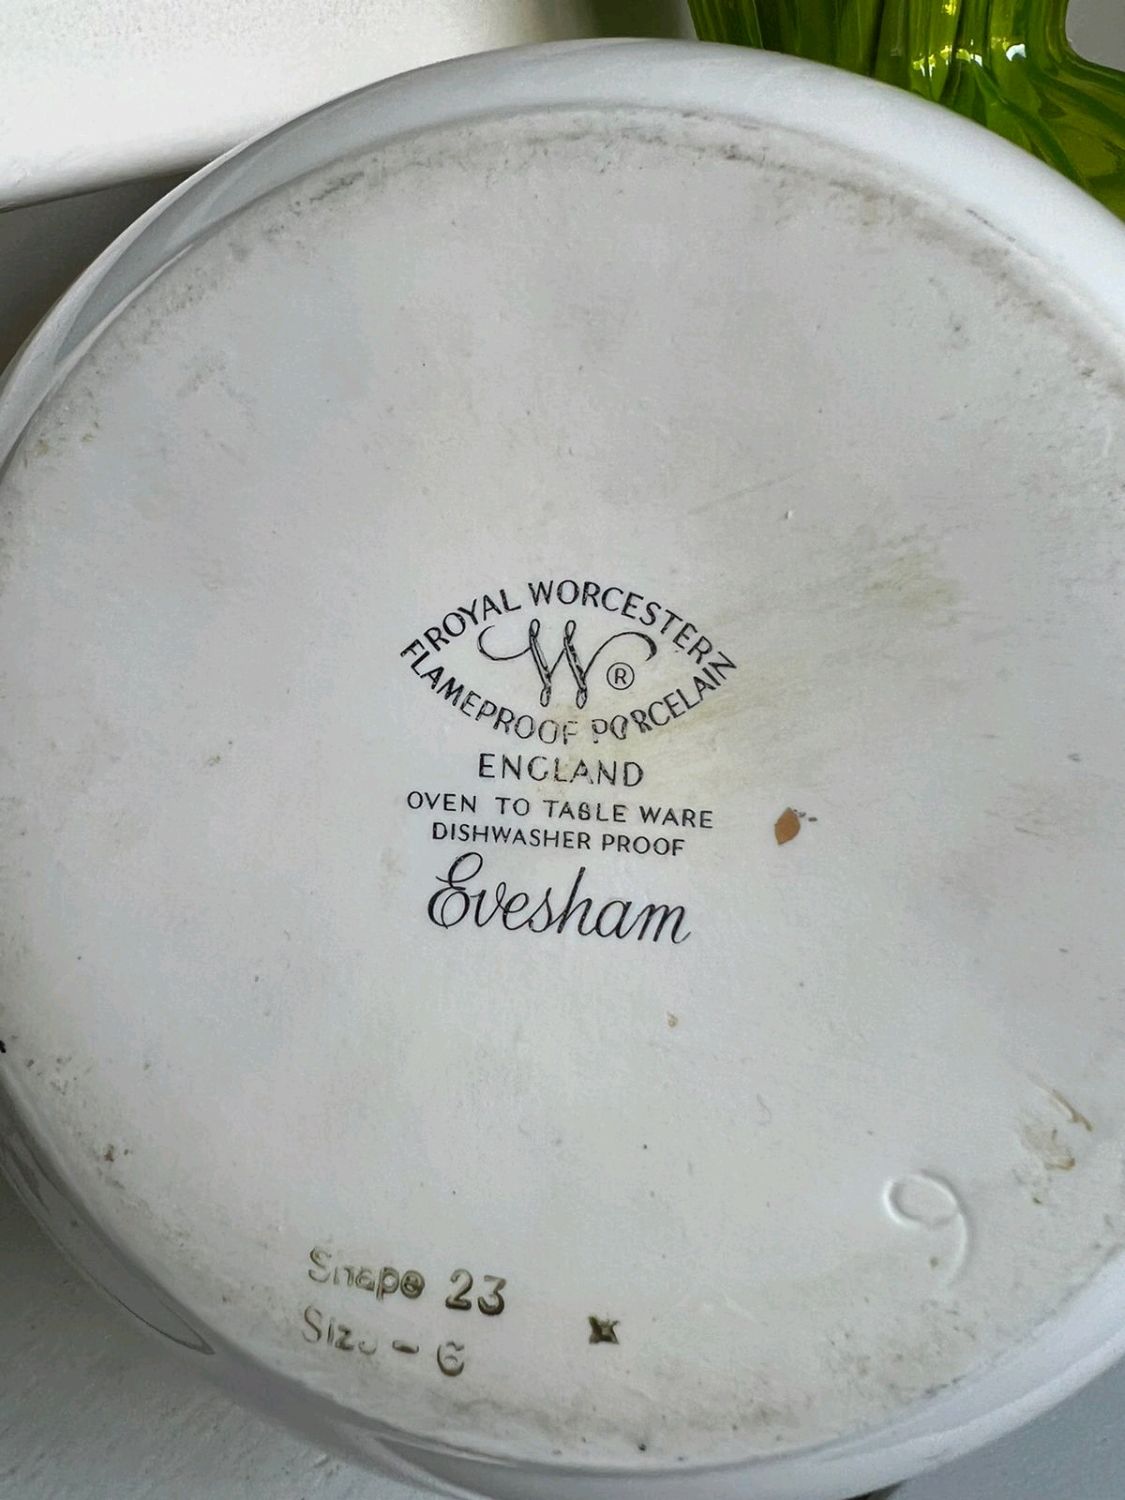 ROYAL WORCESTER
W ®
FLAMEPROOF PORCELAIN
ENGLAND
OVEN TO TABLE WARE
DISHWASHER PROOF
Evesham
9
Shape 23
Size - 6